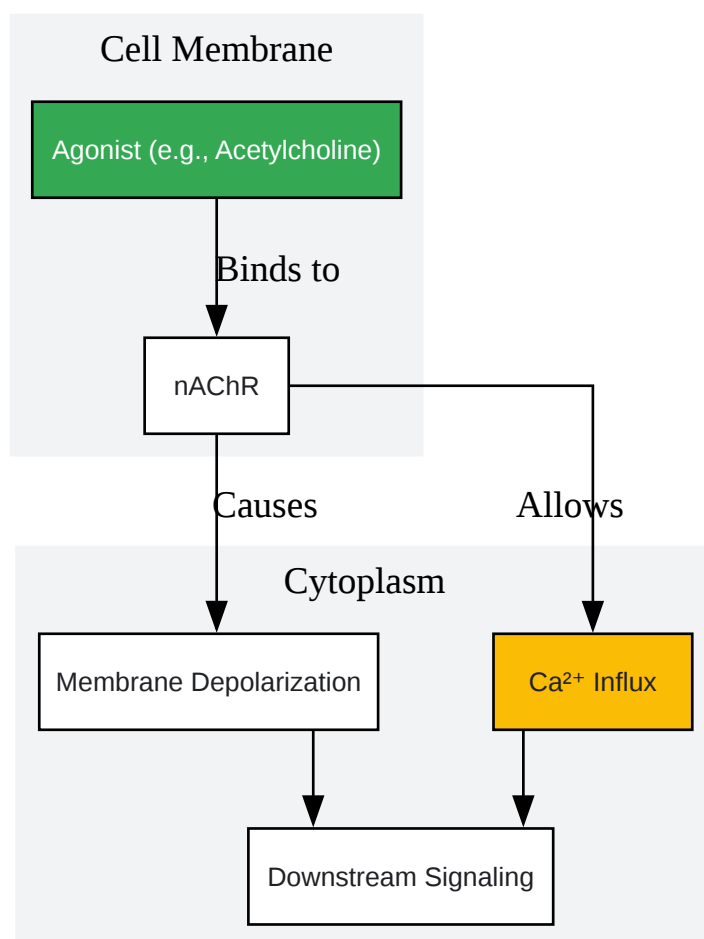 Cell Membrane
Agonist (e.g., Acetylcholine)
Binds to
nAChR
Causes
Allows
Cytoplasm
Membrane Depolarization
Ca²⁺ Influx
Downstream Signaling